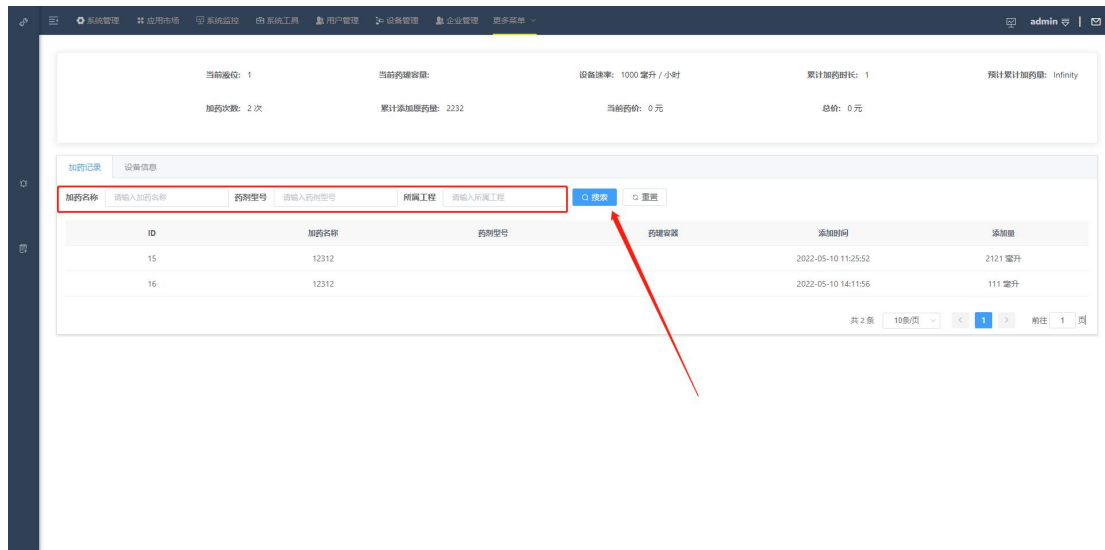 系统管理 应用市场 系统监控 系统工具 用户管理 设备管理 企业管理 更多菜单 admin
当前液位: 1 当前药罐容量: 设备速率: 1000 毫升 / 小时 累计加药时长: 1 预计累计加药量: Infinity
加药次数: 2 次 累计添加原药量: 2232 当前药价: 0 元 总价: 0 元
加药记录 设备信息
加药名称 请输入加药名称 药剂型号 请输入药剂型号 所属工程 请输入所属工程 搜索 重置
ID 加药名称 药剂型号 药罐容器 添加时间 添加量
15 12312 2022-05-10 11:25:52 2121 毫升
16 12312 2022-05-10 14:11:56 111 毫升
共 2 条 10条/页 < 1 > 前往 1 页